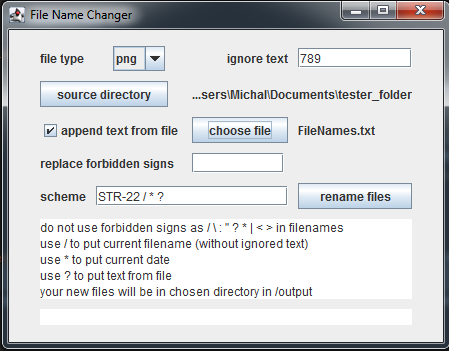 File Name Changer
file type png ignore text 789
source directory ...sers\Michal\Documents\tester_folder
append text from file choose file FileNames.txt
replace forbidden signs
scheme STR-22 / * ? rename files
do not use forbidden signs as / \ : " ? * | < > in filenames
use / to put current filename (without ignored text)
use * to put current date
use ? to put text from file
your new files will be in chosen directory in /output